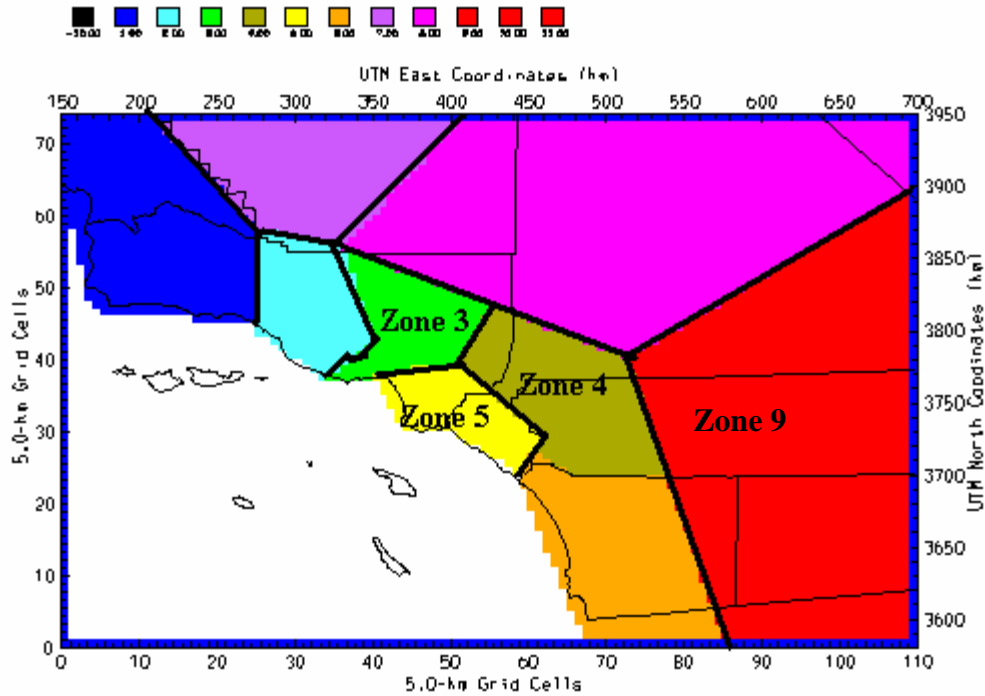 UTM East Coordinates (km)
150 200 250 300 350 400 450 500 550 600 650 700
3950
70
3900
60
3850
50
Zone 3
3800
40
Zone 4
3750
Zone 5
Zone 9
30
3700
20
3650
10
3600
0
0 10 20 30 40 50 60 70 80 90 100 110
5.0-km Grid Cells
5.0-km Grid Cells
UTM North Coodinates (km)